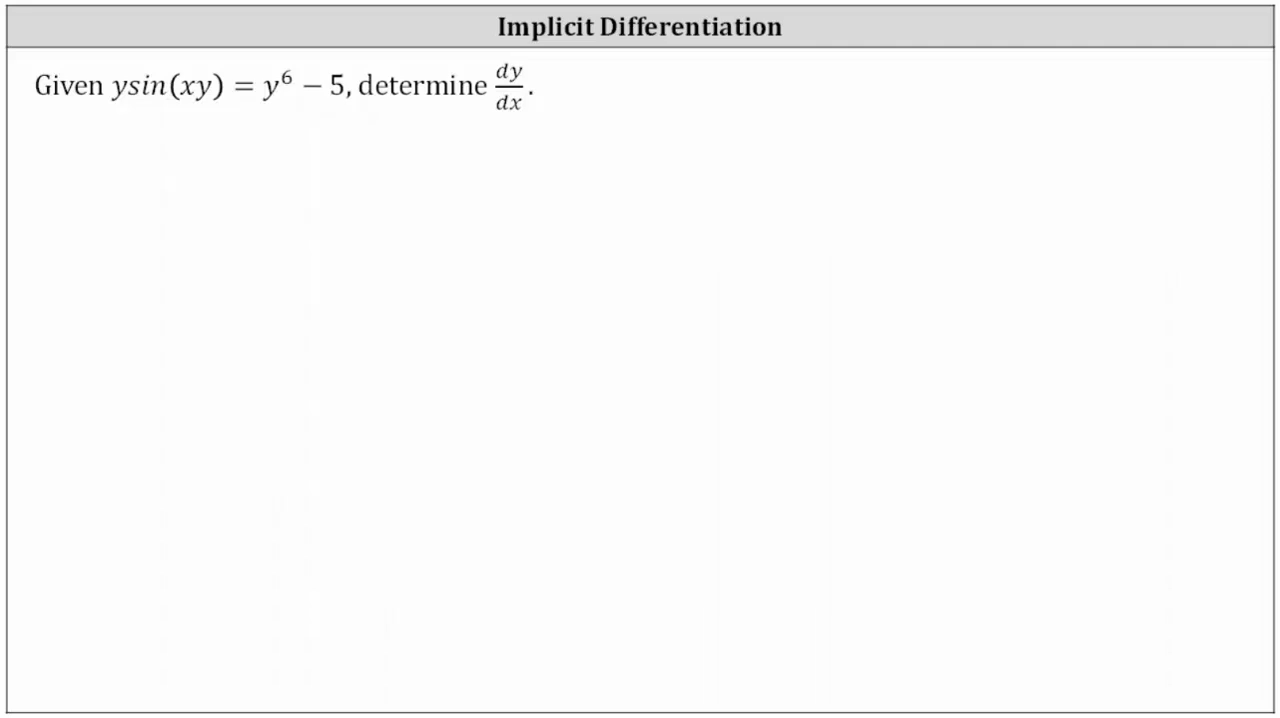 Implicit Differentiation
Given ysin(xy) = y⁶ − 5, determine dy/dx.